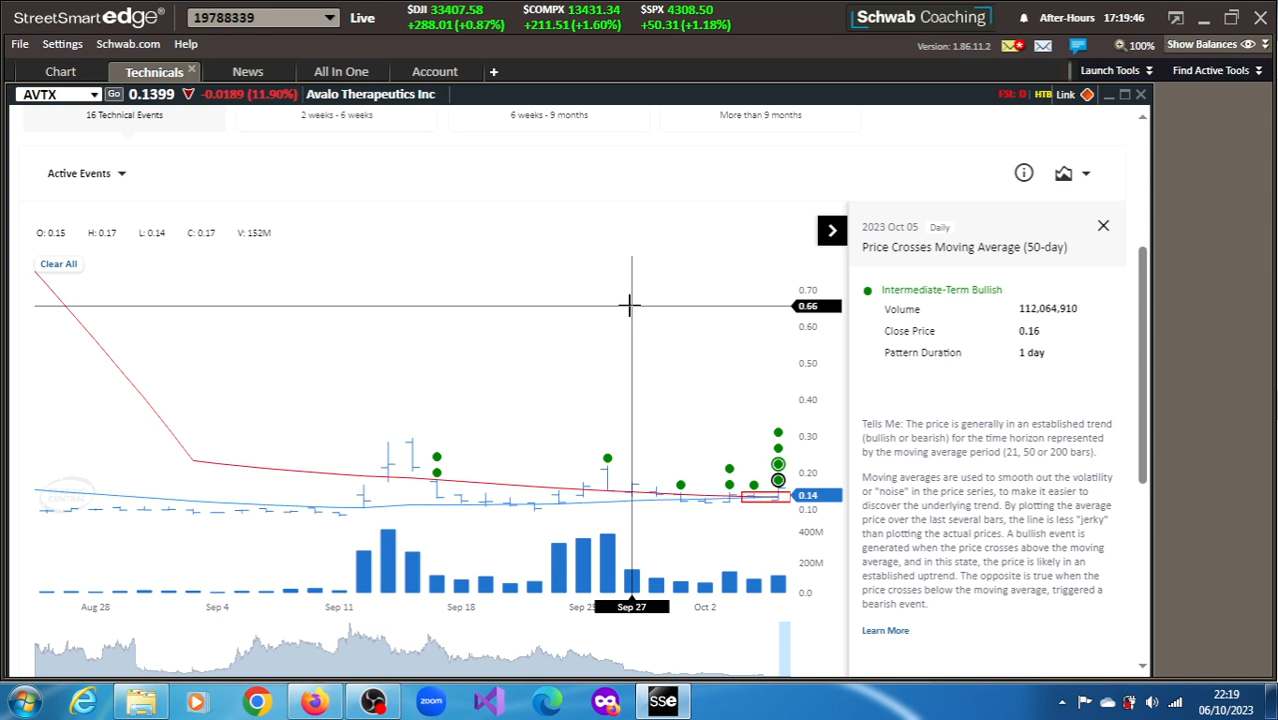 StreetSmart edge
19788339
Live
$DJI 33407.58
+288.01 (+0.87%)
$COMPX 13431.34
+211.51 (+1.60%)
$SPX 4308.50
+50.31 (+1.18%)
Schwab Coaching
After-Hours 17:19:46
File Settings Schwab.com Help
Version: 1.86.11.2
100%
Show Balances
Chart Technicals News All In One Account +
Launch Tools
Find Active Tools
AVTX Go 0.1399 -0.0189 (11.90%) Avalo Therapeutics Inc
FSI: D HTB Link
16 Technical Events
2 weeks - 6 weeks
6 weeks - 9 months
More than 9 months
Active Events
O: 0.15 H: 0.17 L: 0.14 C: 0.17 V: 152M
Clear All
0.70
0.66
0.60
0.50
0.40
0.30
0.20
0.14
0.10
400M
200M
0.0
Aug 28 Sep 4 Sep 11 Sep 18 Sep 25 Sep 27 Oct 2
2023 Oct 05 Daily
Price Crosses Moving Average (50-day)
Intermediate-Term Bullish
Volume 112,064,910
Close Price 0.16
Pattern Duration 1 day
Tells Me: The price is generally in an established trend
(bullish or bearish) for the time horizon represented
by the moving average period (21, 50 or 200 bars).
Moving averages are used to smooth out the volatility
or "noise" in the price series, to make it easier to
discover the underlying trend. By plotting the average
price over the last several bars, the line is less "jerky"
than plotting the actual prices. A bullish event is
generated when the price crosses above the moving
average, and in this state, the price is likely in an
established uptrend. The opposite is true when the
price crosses below the moving average, triggered a
bearish event.
Learn More
zoom
sse
22:19
06/10/2023